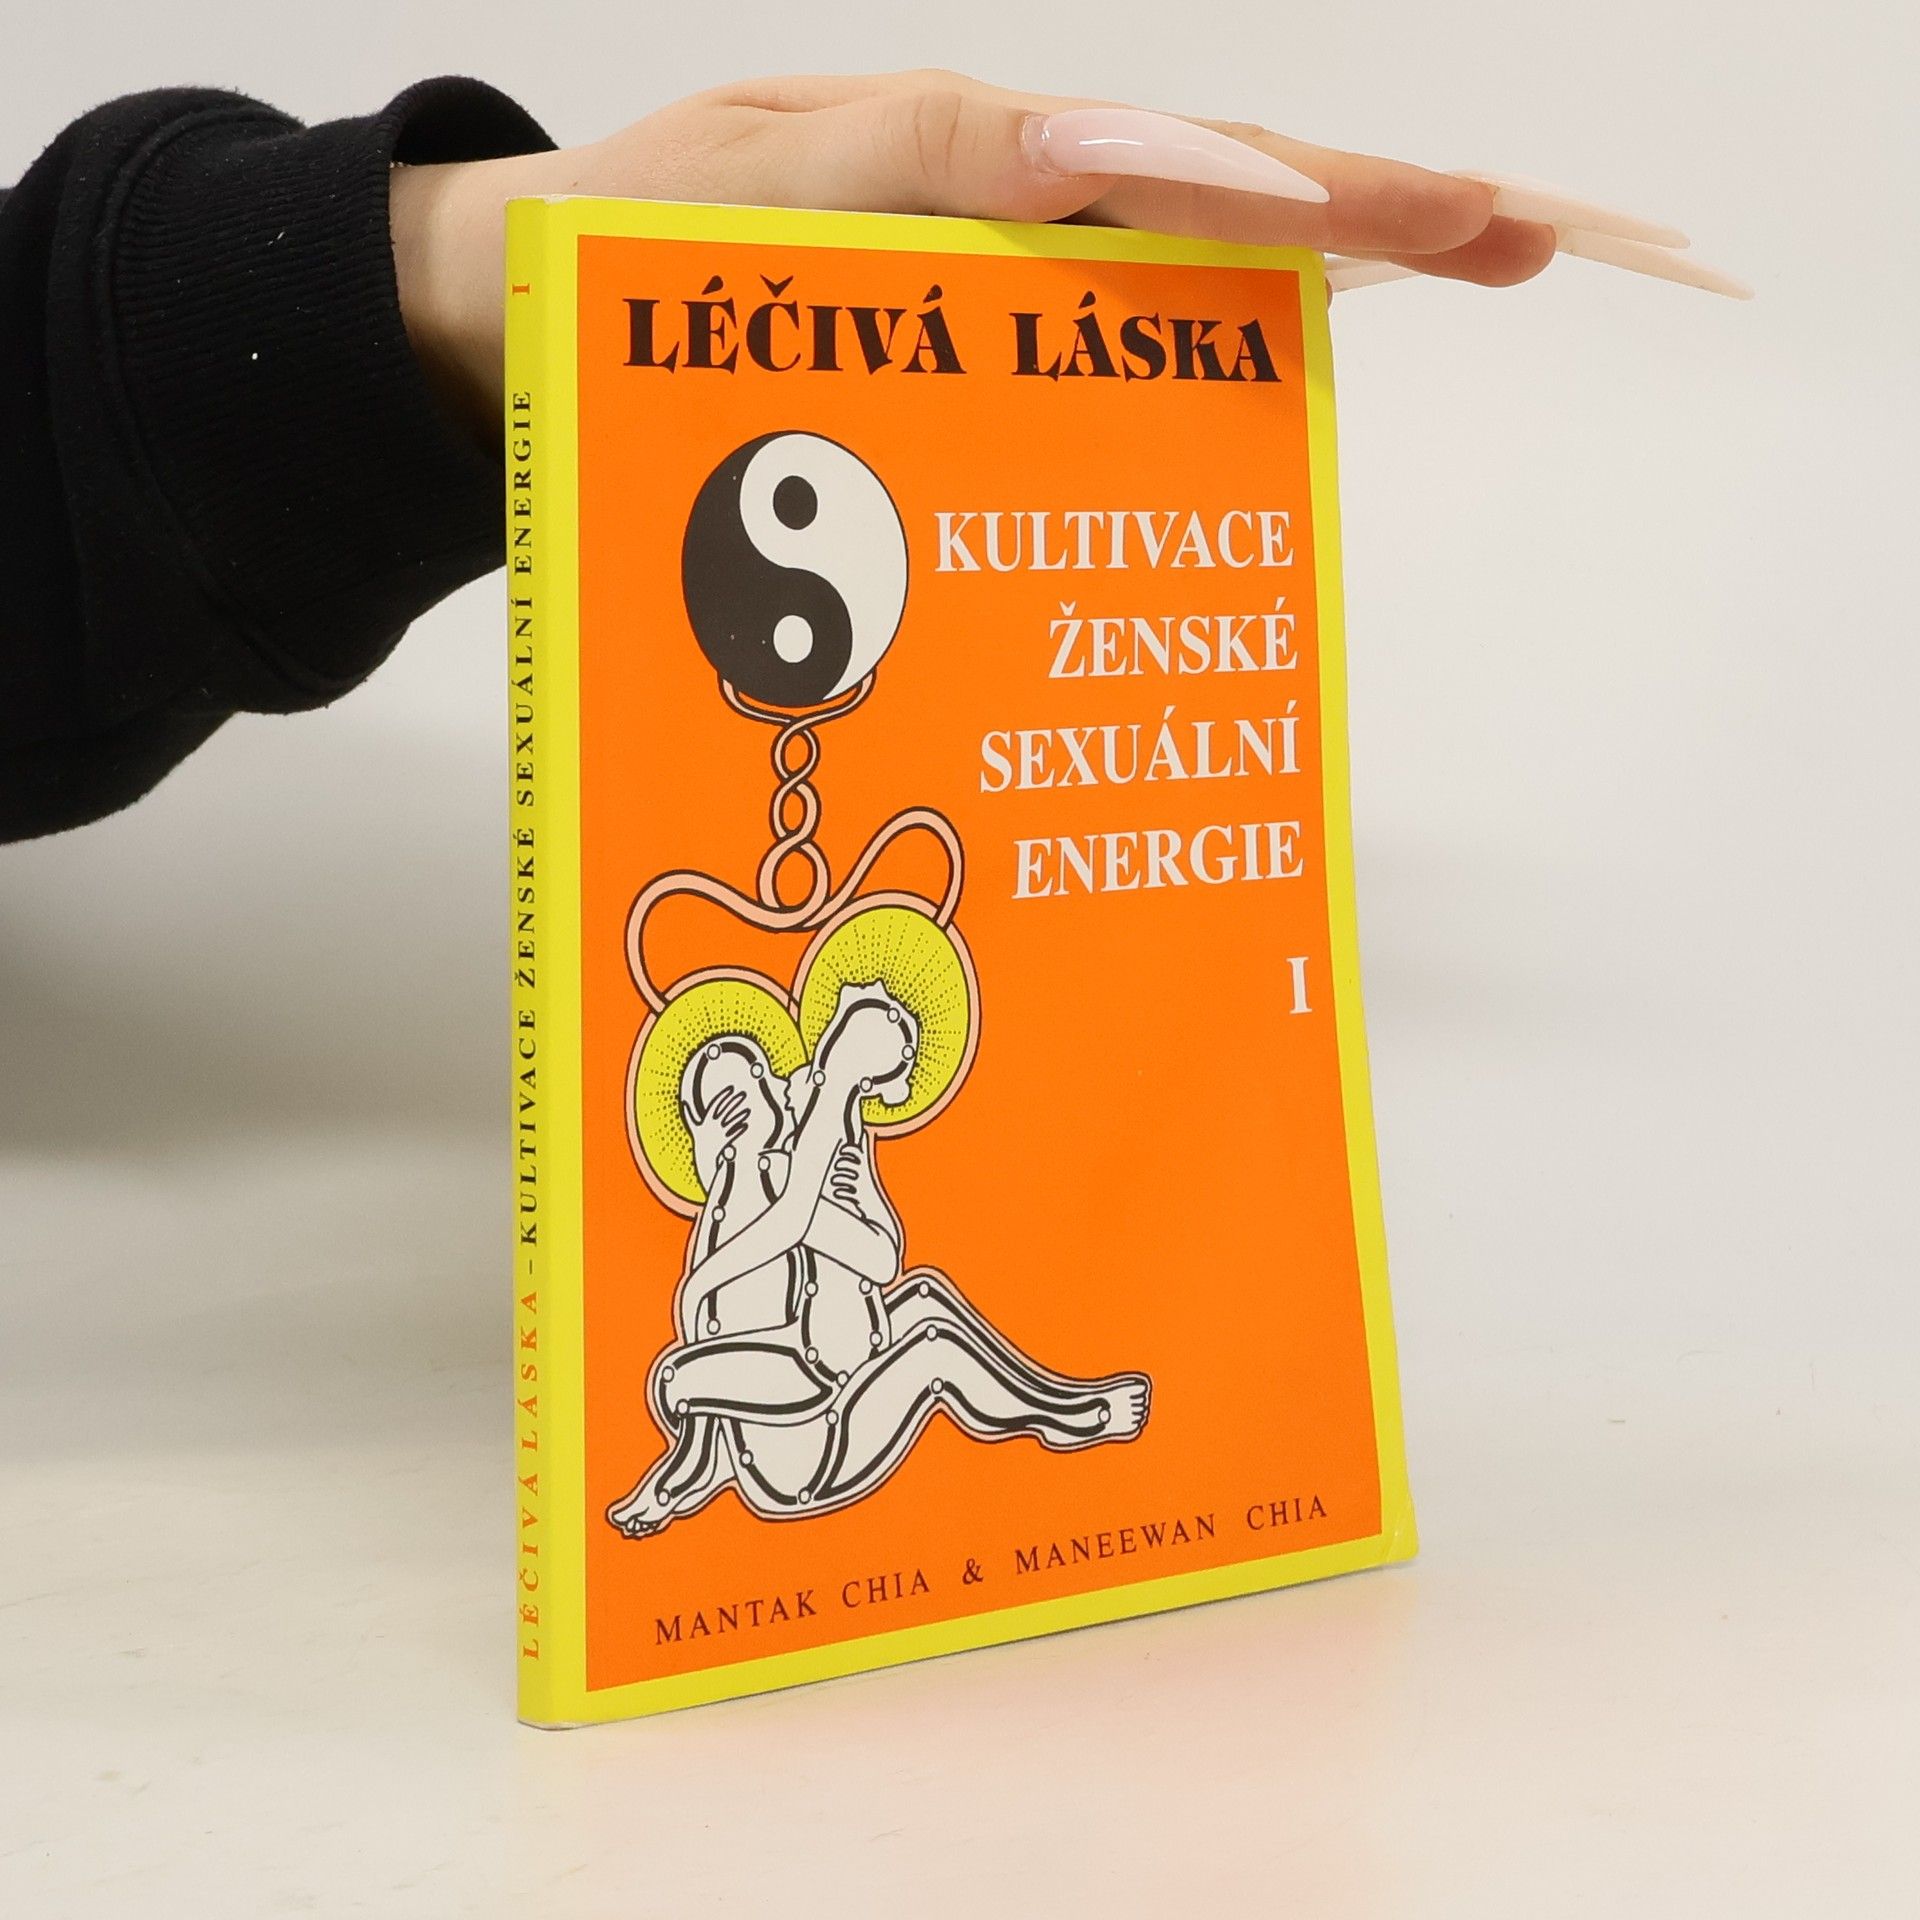 LÉČIVÁ LÁSKA
KULTIVACE
ŽENSKÉ
SEXUÁLNÍ
ENERGIE
I
MANTAK CHIA & MANEEWAN CHIA
LÉČIVÁ LÁSKA - KULTIVACE ŽENSKÉ SEXUÁLNÍ ENERGIE I